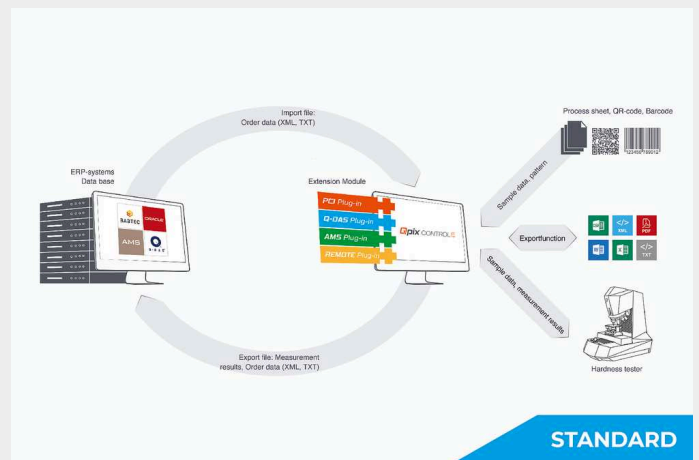 Import file:
Order data (XML, TXT)
Process sheet, QR-code, Barcode
ERP-systems
Data base
BABTEC
ORACLE
AMS
Extension Module
PCI Plug-in
Q-DAS Plug-in
AMS Plug-in
REMOTE Plug-in
Qpix CONTROL
Sample data, pattern
Exportfunction
XML
PDF
TXT
Sample data, measurement results
Hardness tester
Export file: Measurement
results, Order data (XML, TXT)
STANDARD